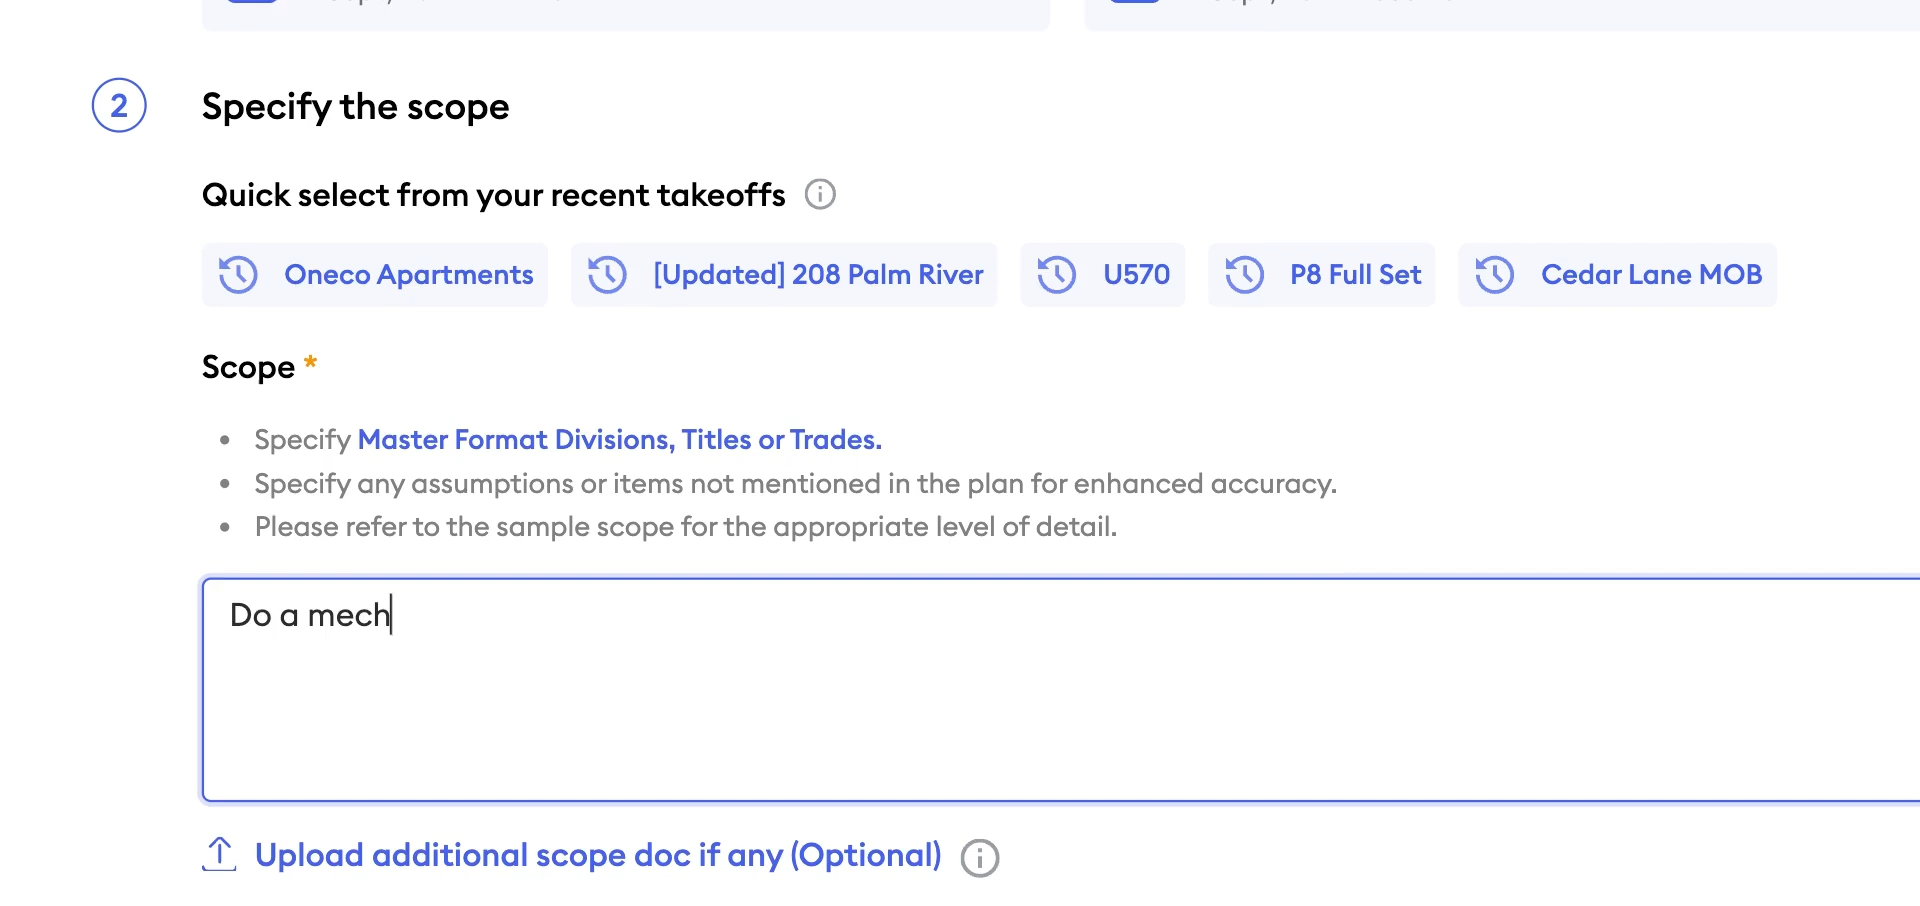 2
Specify the scope
Quick select from your recent takeoffs
Oneco Apartments
[Updated] 208 Palm River
U570
P8 Full Set
Cedar Lane MOB
Scope *
• Specify Master Format Divisions, Titles or Trades.
• Specify any assumptions or items not mentioned in the plan for enhanced accuracy.
• Please refer to the sample scope for the appropriate level of detail.
Do a mech
Upload additional scope doc if any (Optional)